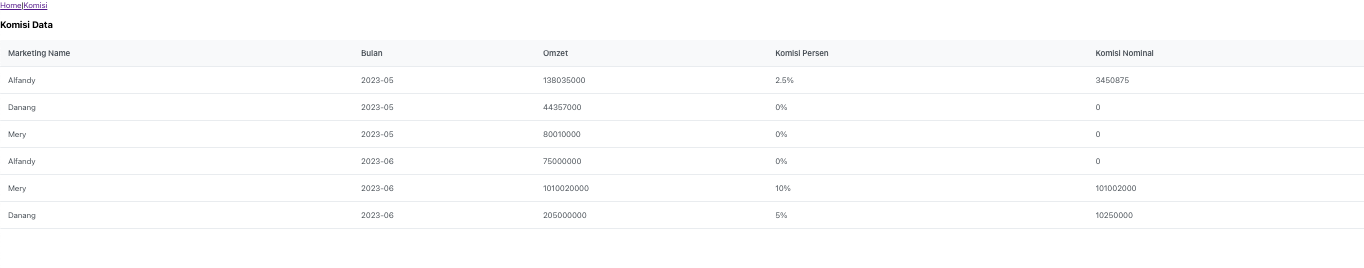 Home|Komisi
Komisi Data
Marketing Name Bulan Omzet Komisi Persen Komisi Nominal
Alfandy 2023-05 138035000 2.5% 3450875
Danang 2023-05 44357000 0% 0
Mery 2023-05 80010000 0% 0
Alfandy 2023-06 75000000 0% 0
Mery 2023-06 1010020000 10% 101002000
Danang 2023-06 205000000 5% 10250000